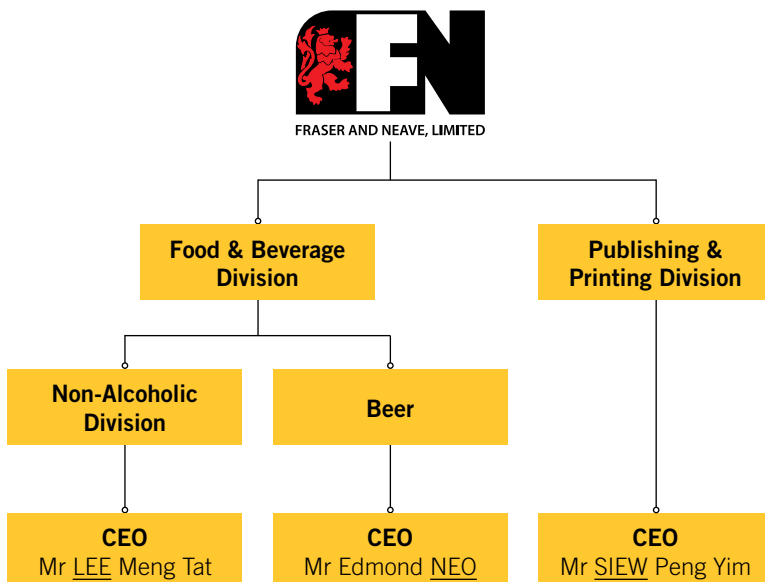 FN
FRASER AND NEAVE, LIMITED
Food & Beverage
Division
Publishing &
Printing Division
Non-Alcoholic
Division
Beer
CEO
Mr LEE Meng Tat
CEO
Mr Edmond NEO
CEO
Mr SIEW Peng Yim